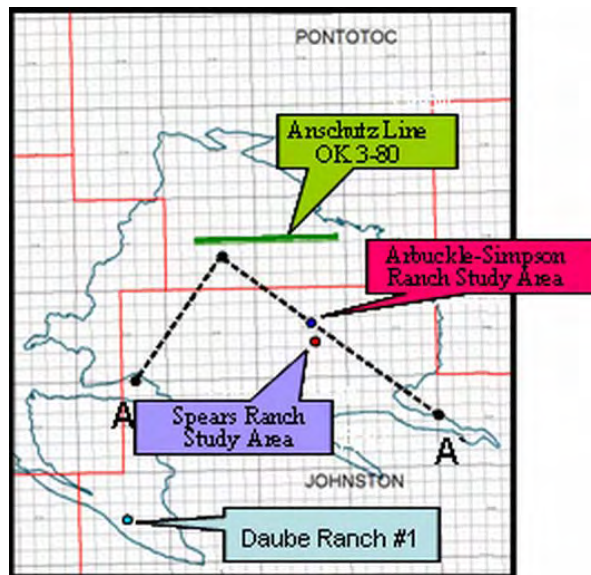 PONTOTOC
Anschutz Line
OK 3-80
Arbuckle-Simpson
Ranch Study Area
Spears Ranch
Study Area
A
A'
JOHNSTON
Daube Ranch #1